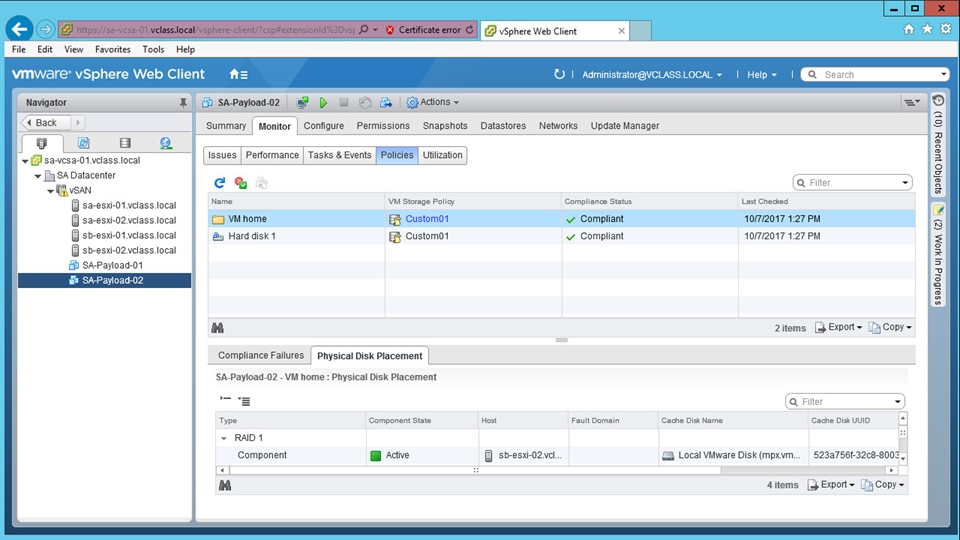 https://sa-vcsa-01.vclass.local/vsphere-client/?csp#extensionId%3Dvsp
Certificate error
vSphere Web Client
File Edit View Favorites Tools Help
vmware® vSphere Web Client
Administrator@VCLASS.LOCAL
Help
Search
Navigator
Back
sa-vcsa-01.vclass.local
SA Datacenter
vSAN
sa-esxi-01.vclass.local
sa-esxi-02.vclass.local
sb-esxi-01.vclass.local
sb-esxi-02.vclass.local
SA-Payload-01
SA-Payload-02
SA-Payload-02
Actions
Summary Monitor Configure Permissions Snapshots Datastores Networks Update Manager
Issues Performance Tasks & Events Policies Utilization
Filter
Name VM Storage Policy Compliance Status Last Checked
VM home Custom01 Compliant 10/7/2017 1:27 PM
Hard disk 1 Custom01 Compliant 10/7/2017 1:27 PM
2 items Export Copy
Compliance Failures Physical Disk Placement
SA-Payload-02 - VM home : Physical Disk Placement
Filter
Type Component State Host Fault Domain Cache Disk Name Cache Disk UUID
RAID 1
Component Active sb-esxi-02.vcl... Local VMware Disk (mpx.vm... 523a756f-32c8-8003
4 items Export Copy
(10) Recent Objects
(2) Work In Progress